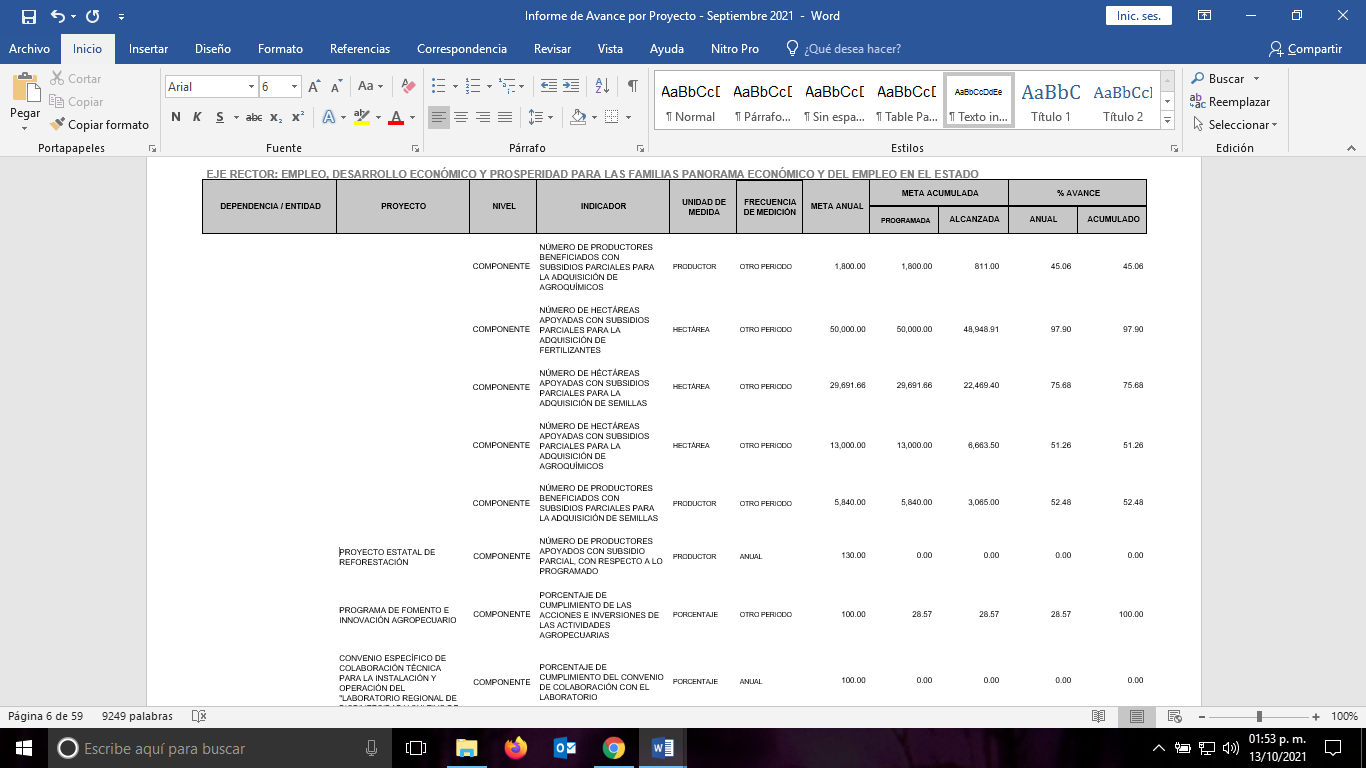 Informe de Avance por Proyecto - Septiembre 2021 - Word
Inic. ses.
Archivo Inicio Insertar Diseño Formato Referencias Correspondencia Revisar Vista Ayuda Nitro Pro ¿Qué desea hacer? Compartir
Pegar
Cortar
Copiar
Copiar formato
Portapapeles
Arial 6
N K S abc x₂ x²
Fuente
Párrafo
AaBbCcI AaBbCcI AaBbCcI AaBbCcI AaBbCcDdEe AaBbC AaBbCcI
¶ Normal ¶ Párrafo... ¶ Sin espa... ¶ Table Pa... ¶ Texto in... Título 1 Título 2
Estilos
Buscar
Reemplazar
Seleccionar
Edición
EJE RECTOR: EMPLEO, DESARROLLO ECONÓMICO Y PROSPERIDAD PARA LAS FAMILIAS PANORAMA ECONÓMICO Y DEL EMPLEO EN EL ESTADO
DEPENDENCIA / ENTIDAD PROYECTO NIVEL INDICADOR
UNIDAD DE
MEDIDA
FRECUENCIA
DE MEDICIÓN
META ANUAL
META ACUMULADA
% AVANCE
PROGRAMADA ALCANZADA ANUAL ACUMULADO
COMPONENTE
NÚMERO DE PRODUCTORES
BENEFICIADOS CON
SUBSIDIOS PARCIALES PARA
LA ADQUISICIÓN DE
AGROQUÍMICOS
PRODUCTOR OTRO PERIODO 1,800.00 1,800.00 811.00 45.06 45.06
COMPONENTE
NÚMERO DE HECTÁREAS
APOYADAS CON SUBSIDIOS
PARCIALES PARA LA
ADQUISICIÓN DE
FERTILIZANTES
HECTÁREA OTRO PERIODO 50,000.00 50,000.00 48,948.91 97.90 97.90
COMPONENTE
NÚMERO DE HÉCTÁREAS
APOYADAS CON SUBSIDIOS
PARCIALES PARA LA
ADQUISICIÓN DE SEMILLAS
HECTÁREA OTRO PERIODO 29,691.66 29,691.66 22,469.40 75.68 75.68
COMPONENTE
NÚMERO DE HECTÁREAS
APOYADAS CON SUBSIDIOS
PARCIALES PARA LA
ADQUISICIÓN DE
AGROQUÍMICOS
HECTÁREA OTRO PERIODO 13,000.00 13,000.00 6,663.50 51.26 51.26
COMPONENTE
NÚMERO DE PRODUCTORES
BENEFICIADOS CON
SUBSIDIOS PARCIALES PARA
LA ADQUISICIÓN DE SEMILLAS
PRODUCTOR OTRO PERIODO 5,840.00 5,840.00 3,065.00 52.48 52.48
PROYECTO ESTATAL DE
REFORESTACIÓN
COMPONENTE
NÚMERO DE PRODUCTORES
APOYADOS CON SUBSIDIO
PARCIAL, CON RESPECTO A LO
PROGRAMADO
PRODUCTOR ANUAL 130.00 0.00 0.00 0.00 0.00
PROGRAMA DE FOMENTO E
INNOVACIÓN AGROPECUARIO
COMPONENTE
PORCENTAJE DE
CUMPLIMIENTO DE LAS
ACCIONES E INVERSIONES DE
LAS ACTIVIDADES
AGROPECUARIAS
PORCENTAJE OTRO PERIODO 100.00 28.57 28.57 28.57 100.00
CONVENIO ESPECÍFICO DE
COLABORACIÓN TÉCNICA
PARA LA INSTALACIÓN Y
OPERACIÓN DEL
"LABORATORIO REGIONAL DE
COMPONENTE
PORCENTAJE DE
CUMPLIMIENTO DEL CONVENIO
DE COLABORACIÓN CON EL
LABORATORIO
PORCENTAJE ANUAL 100.00 0.00 0.00 0.00 0.00
Página 6 de 59 9249 palabras 100%
Escribe aquí para buscar
01:53 p. m.
13/10/2021